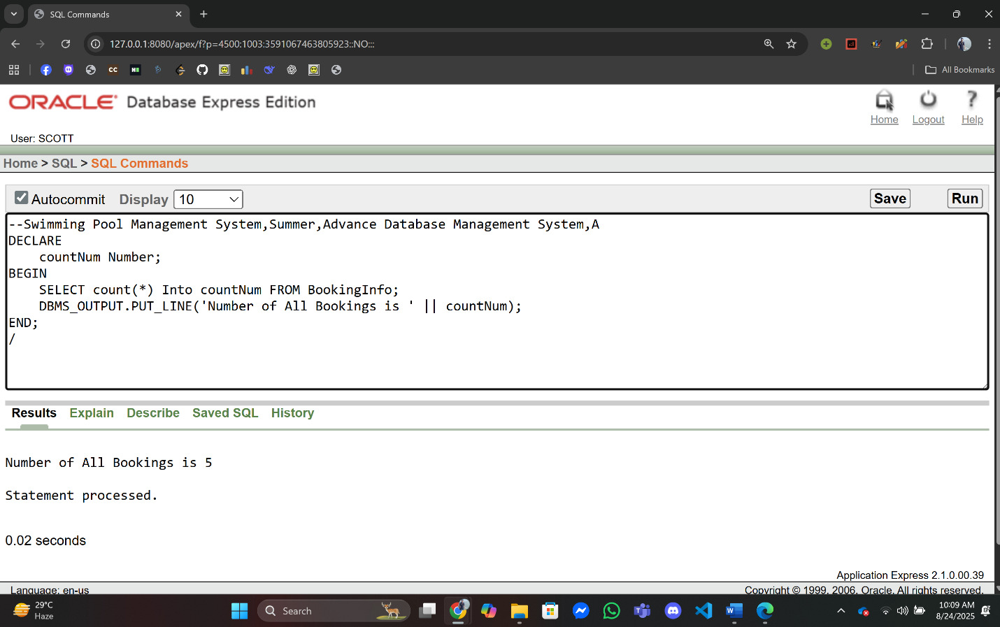 SQL Commands
127.0.0.1:8080/apex/f?p=4500:1003:3591067463805923::NO:::
All Bookmarks
ORACLE Database Express Edition
Home Logout Help
User: SCOTT
Home > SQL > SQL Commands
Autocommit Display 10 Save Run
--Swimming Pool Management System,Summer,Advance Database Management System,A
DECLARE
countNum Number;
BEGIN
SELECT count(*) Into countNum FROM BookingInfo;
DBMS_OUTPUT.PUT_LINE('Number of All Bookings is ' || countNum);
END;
/
Results Explain Describe Saved SQL History
Number of All Bookings is 5
Statement processed.
0.02 seconds
Application Express 2.1.0.00.39
Language: en-us Copyright © 1999, 2006, Oracle. All rights reserved.
29°C
Haze
Search
10:09 AM
8/24/2025